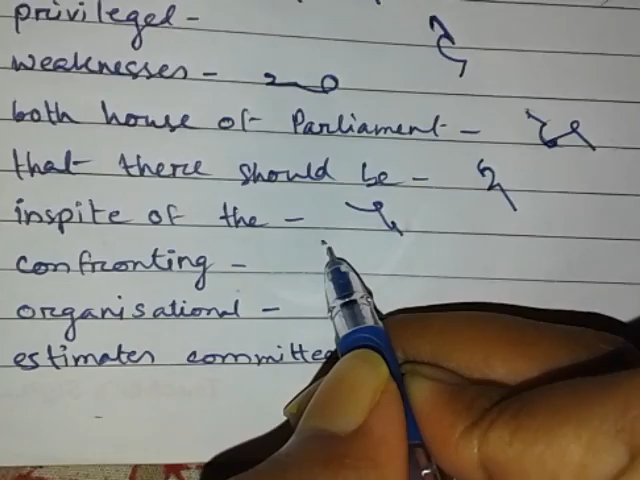 privileged -
weaknesses -
both house of Parliament -
that there should be -
inspite of the -
confronting -
organisational -
estimates committee